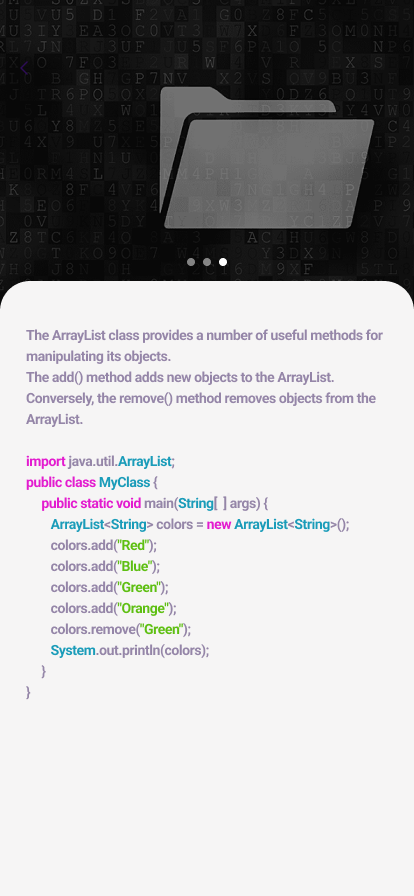 The ArrayList class provides a number of useful methods for
manipulating its objects.
The add() method adds new objects to the ArrayList.
Conversely, the remove() method removes objects from the
ArrayList.
import java.util.ArrayList;
public class MyClass {
public static void main(String[ ] args) {
ArrayList<String> colors = new ArrayList<String>();
colors.add("Red");
colors.add("Blue");
colors.add("Green");
colors.add("Orange");
colors.remove("Green");
System.out.println(colors);
}
}